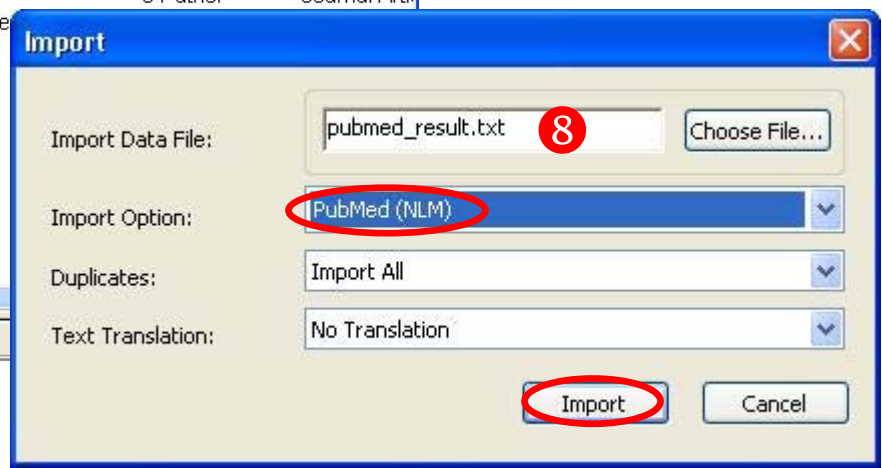 Import
Import Data File:
pubmed_result.txt
8
Choose File...
Import Option:
PubMed (NLM)
Duplicates:
Import All
Text Translation:
No Translation
Import
Cancel